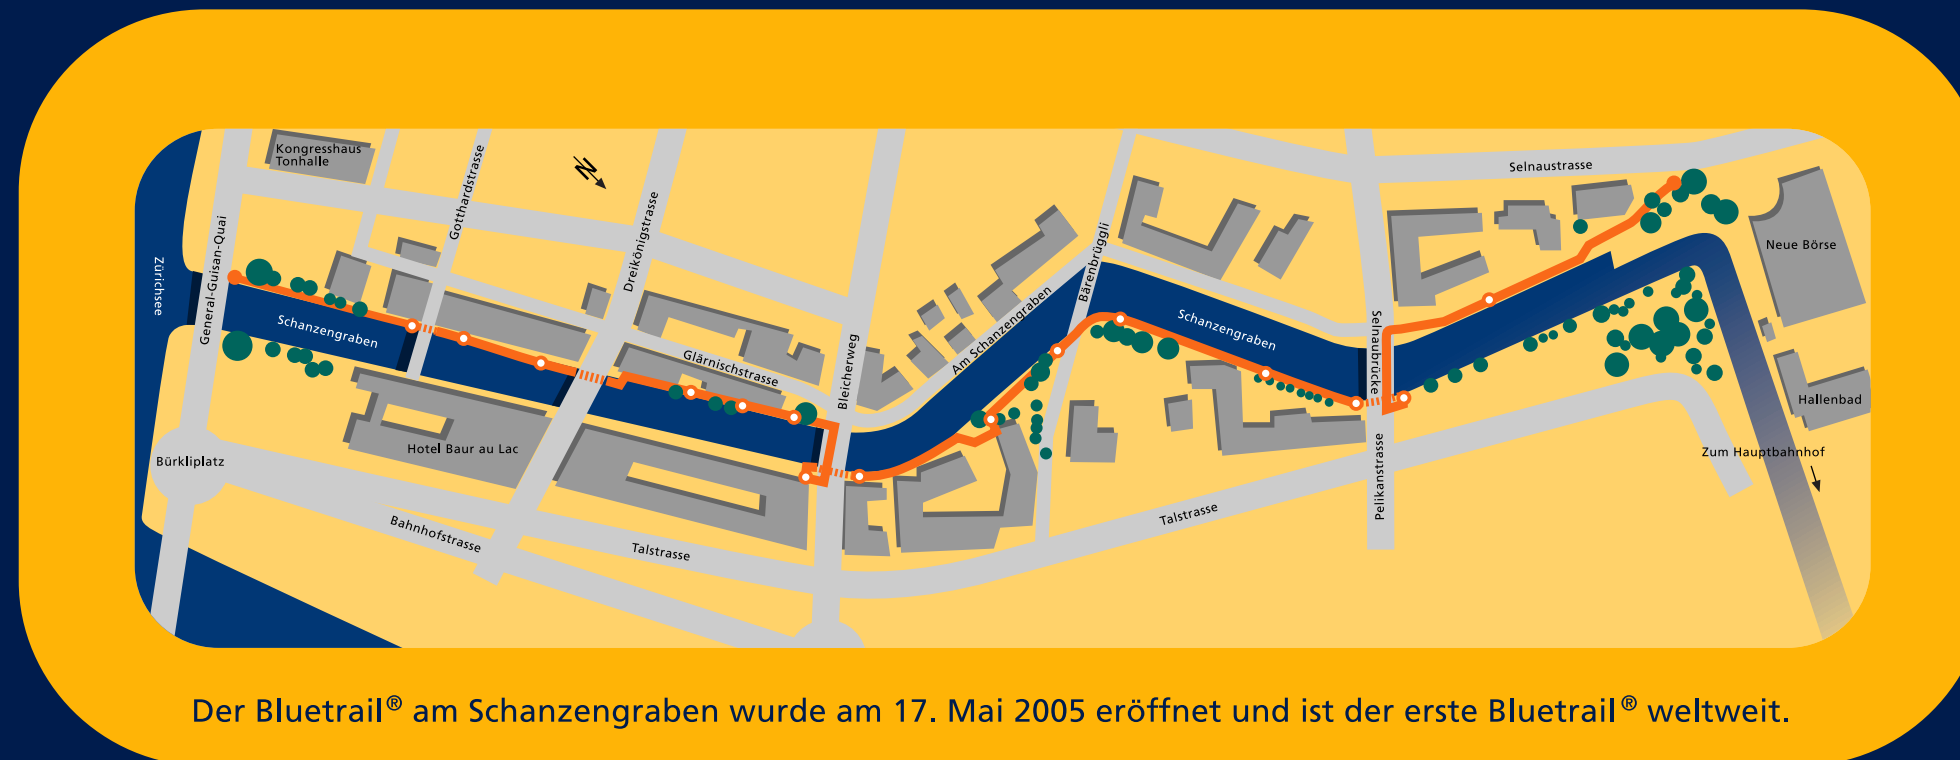 Kongresshaus
Tonhalle
Gotthardstrasse
N
Dreikönigstrasse
Selnaustrasse
Neue Börse
Zürichsee
General-Guisan-Quai
Schanzengraben
Bärenbrüggli
Am Schanzengraben
Schanzengraben
Selnaubrücke
Glärnischstrasse
Bleicherweg
Hallenbad
Hotel Baur au Lac
Bürkliplatz
Zum Hauptbahnhof
Pelikanstrasse
Bahnhofstrasse
Talstrasse
Talstrasse
Der Bluetrail® am Schanzengraben wurde am 17. Mai 2005 eröffnet und ist der erste Bluetrail® weltweit.